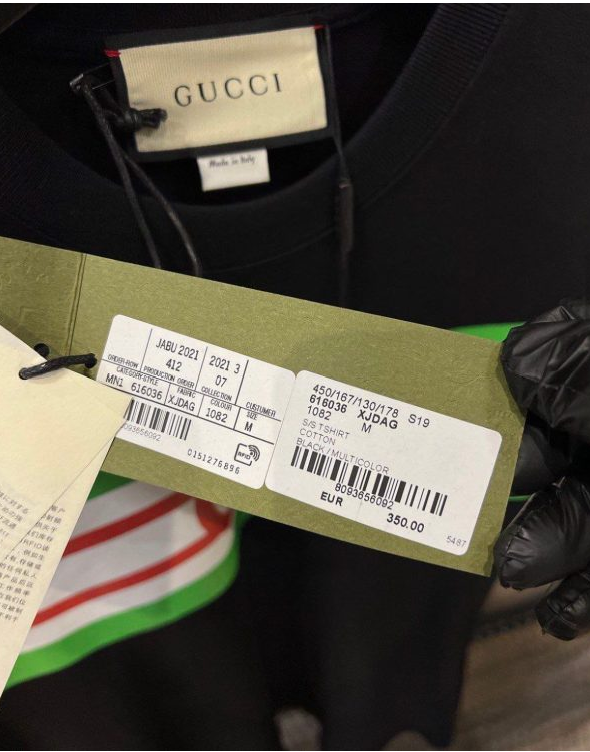 GUCCI
Made in Italy
JABU 2021
412
2021 3
07
ORDER-ROW
PRODUCTION ORDER
COLLECTION
CUSTOMER
CATEGORY STYLE
FABRIC
COLOUR
SIZE
MN1 616036
XJDAG
1082
M
093656092
0151276896
RFID
450/167/130/178 S19
616036 XJDAG
1082 M
S/S TSHIRT
COTTON
BLACK/MULTICOLOR
8093656092
EUR 350.00
5487